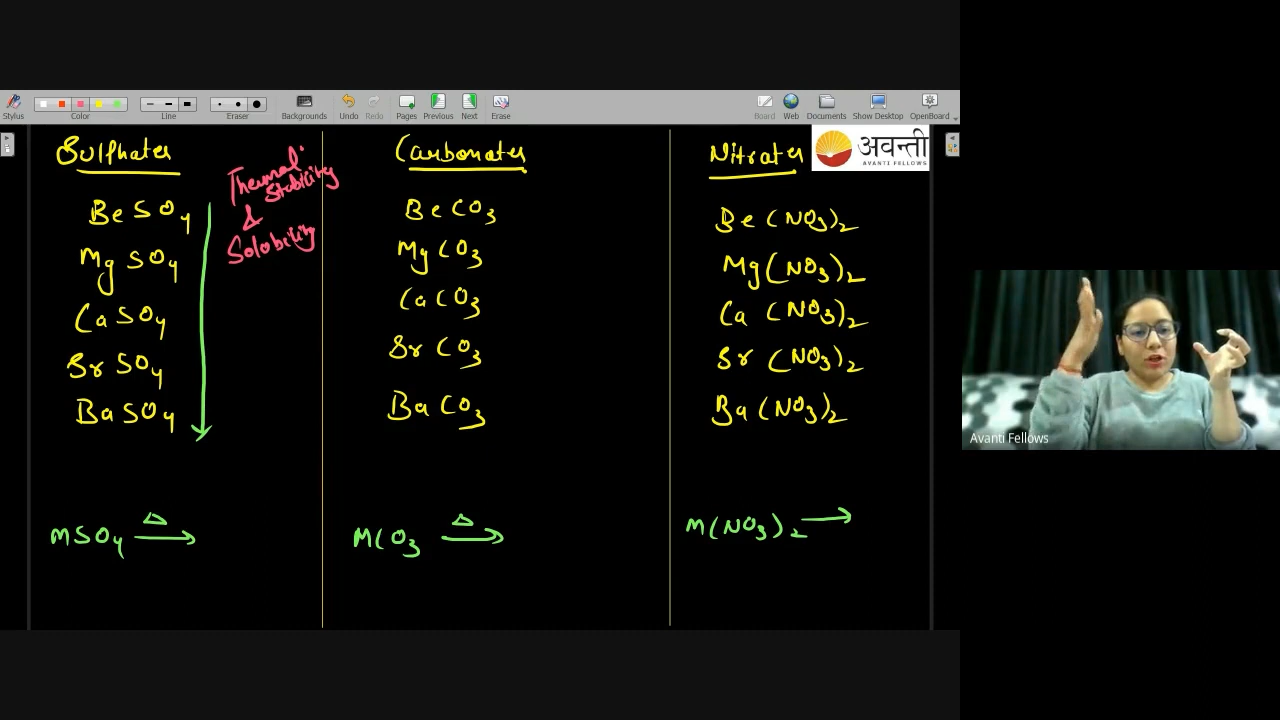 Stylus
Color
Line
Eraser
Backgrounds
Undo
Redo
Pages
Previous
Next
Erase
Board
Web
Documents
Show Desktop
OpenBoard
Sulphates
BeSO4
MgSO4
CaSO4
SrSO4
BaSO4
Thermal
Stability
&
Solobility
MSO4 Δ →
Carbonates
BeCO3
MgCO3
CaCO3
SrCO3
BaCO3
MCO3 Δ →
Nitrates
Be(NO3)2
Mg(NO3)2
Ca(NO3)2
Sr(NO3)2
Ba(NO3)2
M(NO3)2 →
अवन्ती
AVANTI FELLOWS
Avanti Fellows